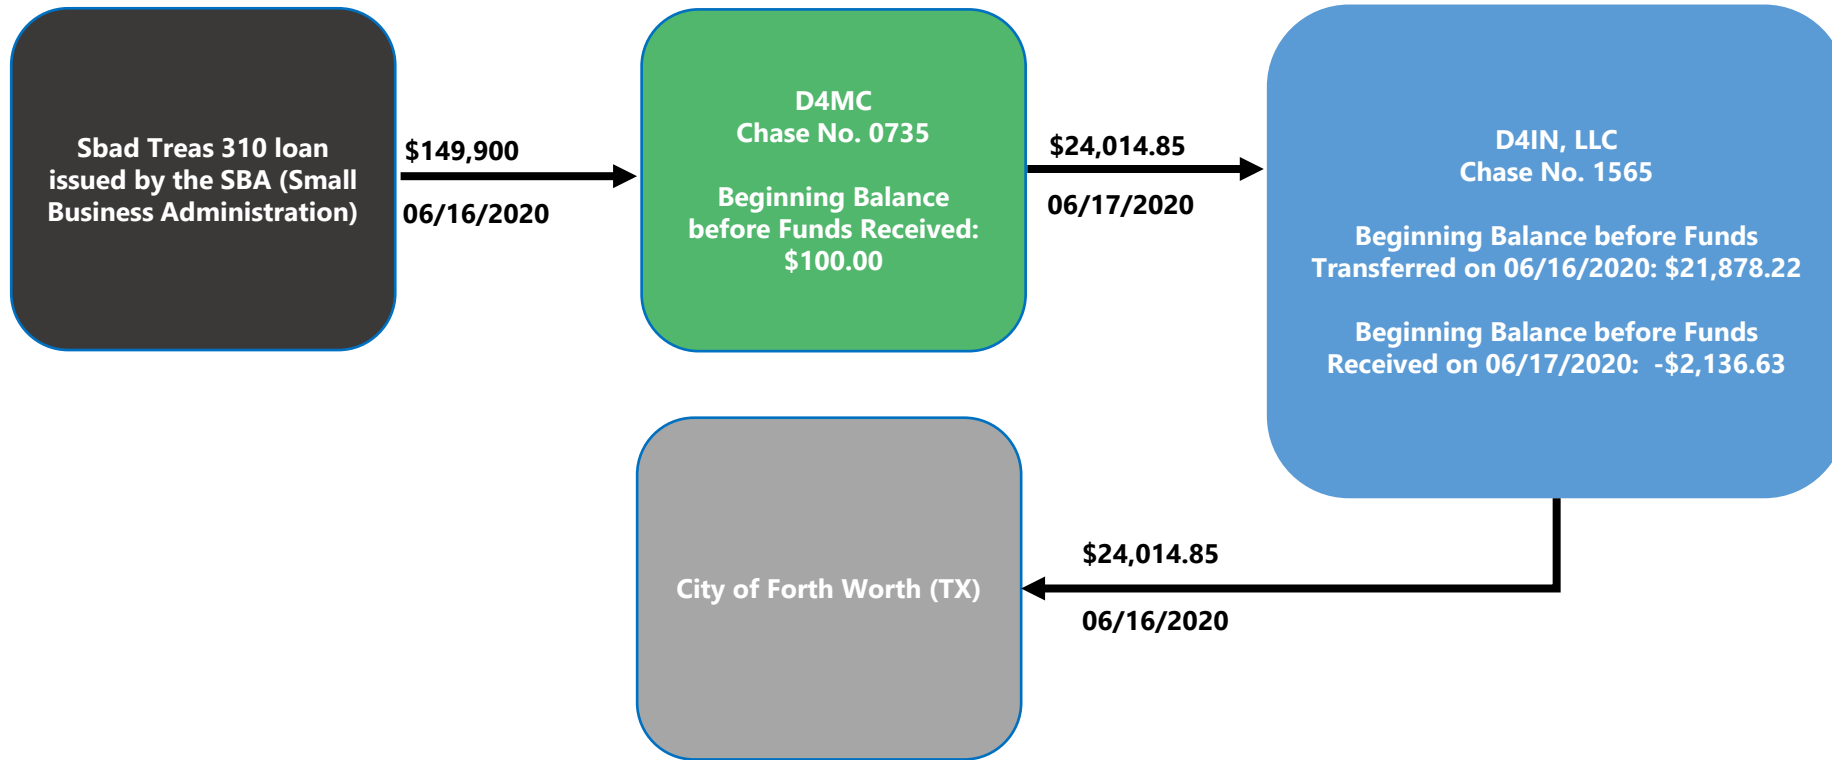 Sbad Treas 310 loan
issued by the SBA (Small
Business Administration)
$149,900
06/16/2020
D4MC
Chase No. 0735
Beginning Balance
before Funds Received:
$100.00
$24,014.85
06/17/2020
D4IN, LLC
Chase No. 1565
Beginning Balance before Funds
Transferred on 06/16/2020: $21,878.22
Beginning Balance before Funds
Received on 06/17/2020:  -$2,136.63
City of Forth Worth (TX)
$24,014.85
06/16/2020